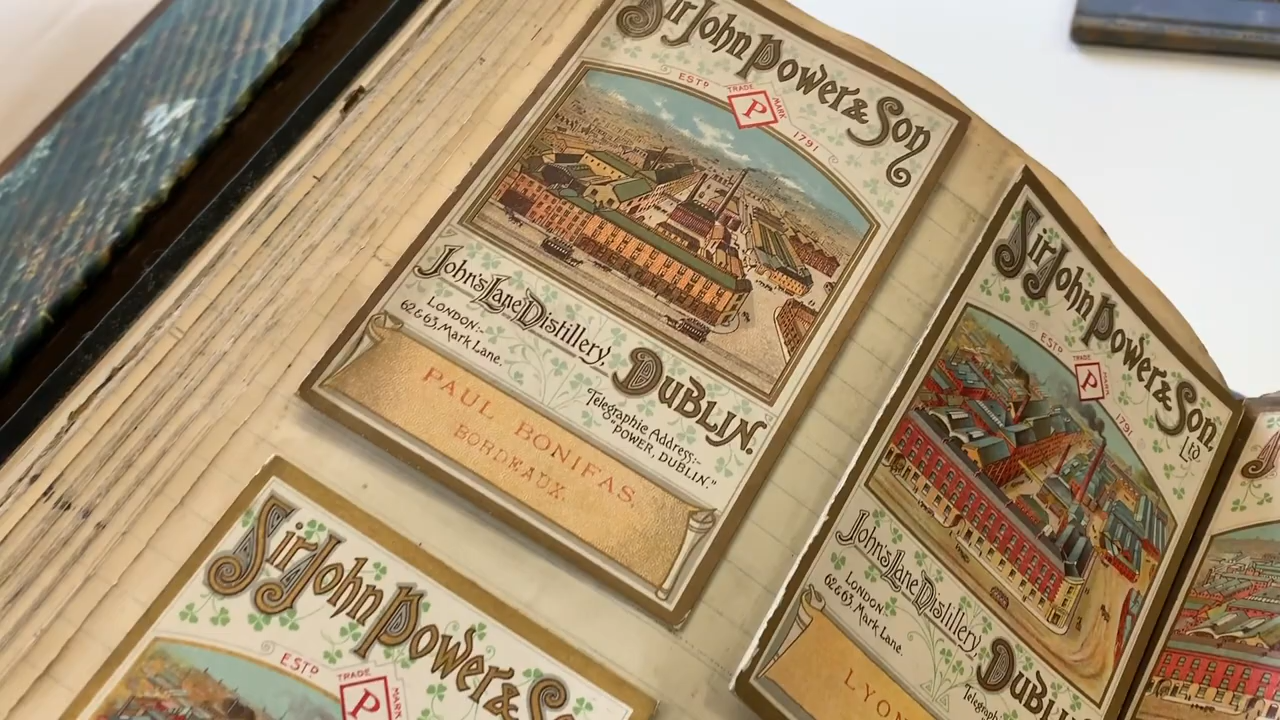 Sir John Power & Son
ESTD 1791
TRADE MARK
P
John's Lane Distillery,
DUBLIN.
LONDON:-
62 & 63, Mark Lane.
Telegraphic Address:-
"POWER, DUBLIN."
PAUL BONIFAS,
BORDEAUX.
Sir John Power & Son,
Ltd
ESTD 1791
TRADE MARK
P
John's Lane Distillery,
DUB
LONDON
62 & 63, Mark Lane.
LYON
Sir John Power & So
ESTD
TRADE MARK
P